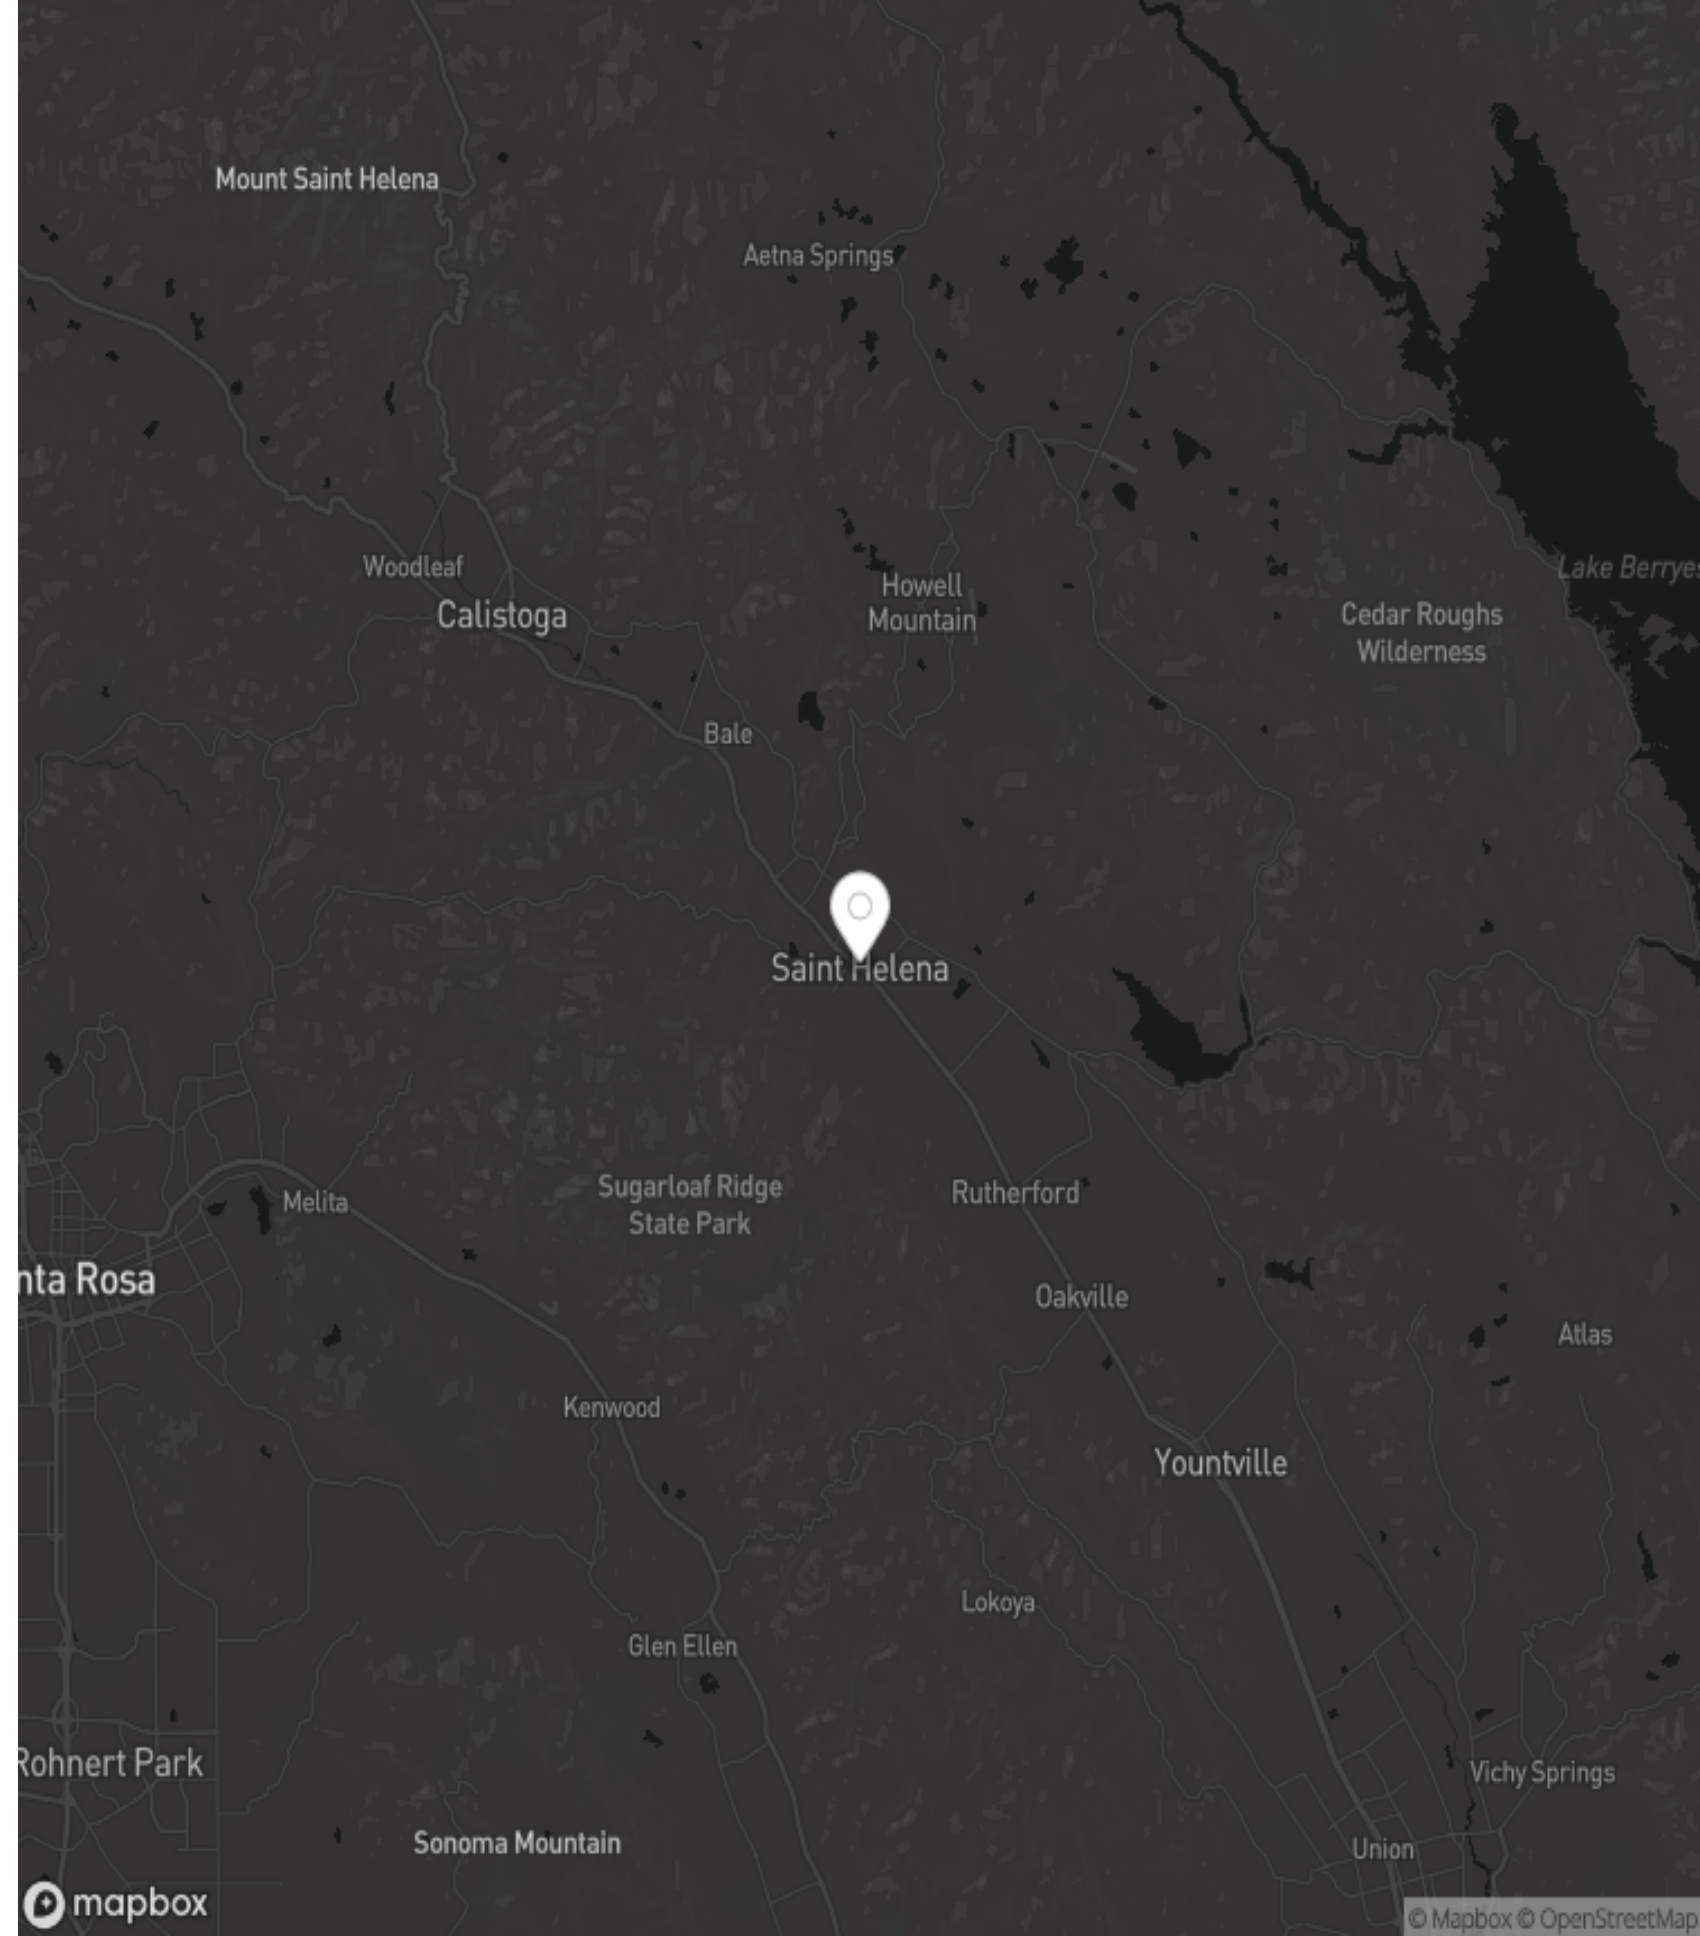 Mount Saint Helena
Aetna Springs
Woodleaf
Lake Berryes
Howell
Mountain
Calistoga
Cedar Roughs
Wilderness
Bale
Saint Helena
Sugarloaf Ridge
State Park
Rutherford
Melita
nta Rosa
Oakville
Atlas
Kenwood
Yountville
Lokoya
Glen Ellen
Rohnert Park
Vichy Springs
Sonoma Mountain
Union
mapbox
© Mapbox © OpenStreetMap